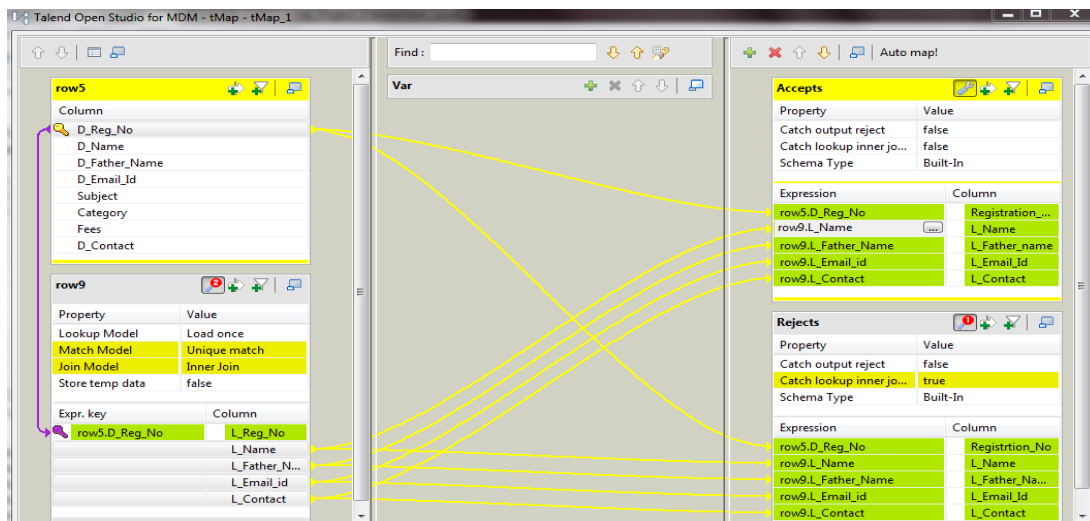 Talend Open Studio for MDM - tMap - tMap_1
Find :
Auto map!
row5
Column
D_Reg_No
D_Name
D_Father_Name
D_Email_Id
Subject
Category
Fees
D_Contact
row9
2
Property Value
Lookup Model Load once
Match Model Unique match
Join Model Inner Join
Store temp data false
Expr. key Column
row5.D_Reg_No L_Reg_No
L_Name
L_Father_N...
L_Email_id
L_Contact
Var
Accepts
Property Value
Catch output reject false
Catch lookup inner jo... false
Schema Type Built-In
Expression Column
row5.D_Reg_No Registration_...
row9.L_Name ... L_Name
row9.L_Father_Name L_Father_name
row9.L_Email_id L_Email_Id
row9.L_Contact L_Contact
Rejects
1
Property Value
Catch output reject false
Catch lookup inner jo... true
Schema Type Built-In
Expression Column
row5.D_Reg_No Registrtion_No
row9.L_Name L_Name
row9.L_Father_Name L_Father_Na...
row9.L_Email_id L_Email_Id
row9.L_Contact L_Contact